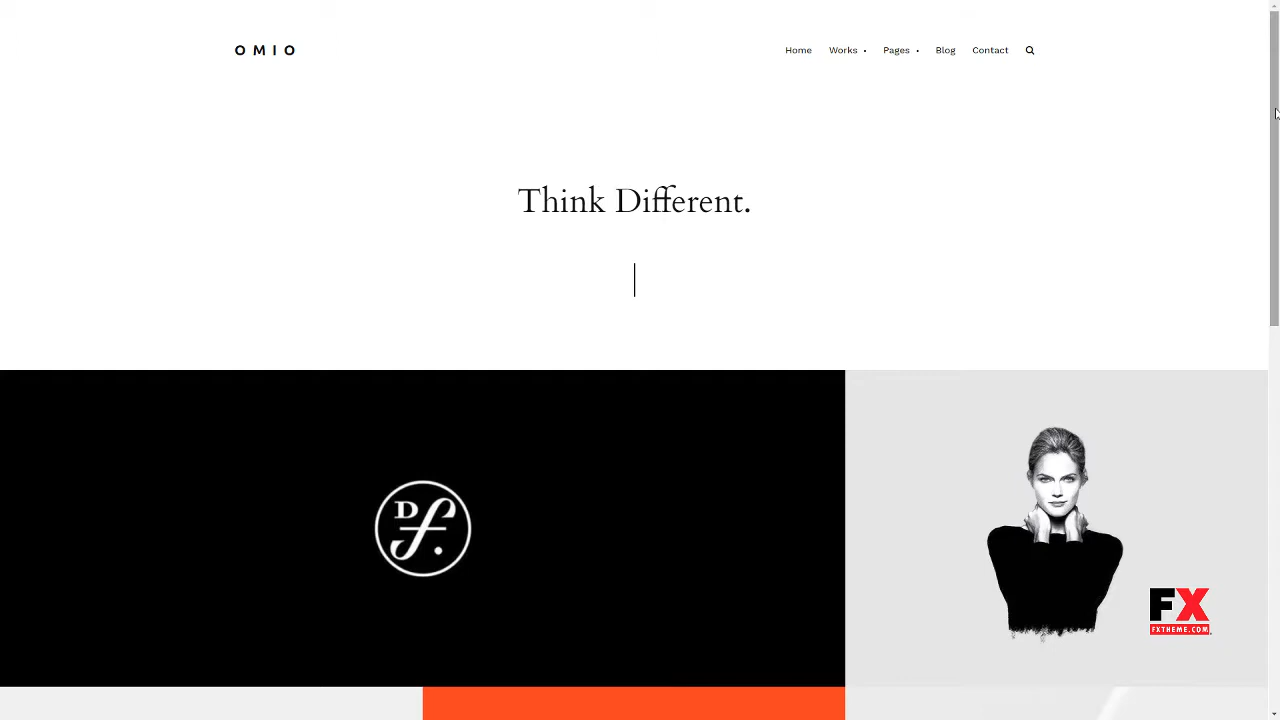 OMIO
Home Works Pages Blog Contact
Think Different.
Df.
FX
FXTHEME.COM